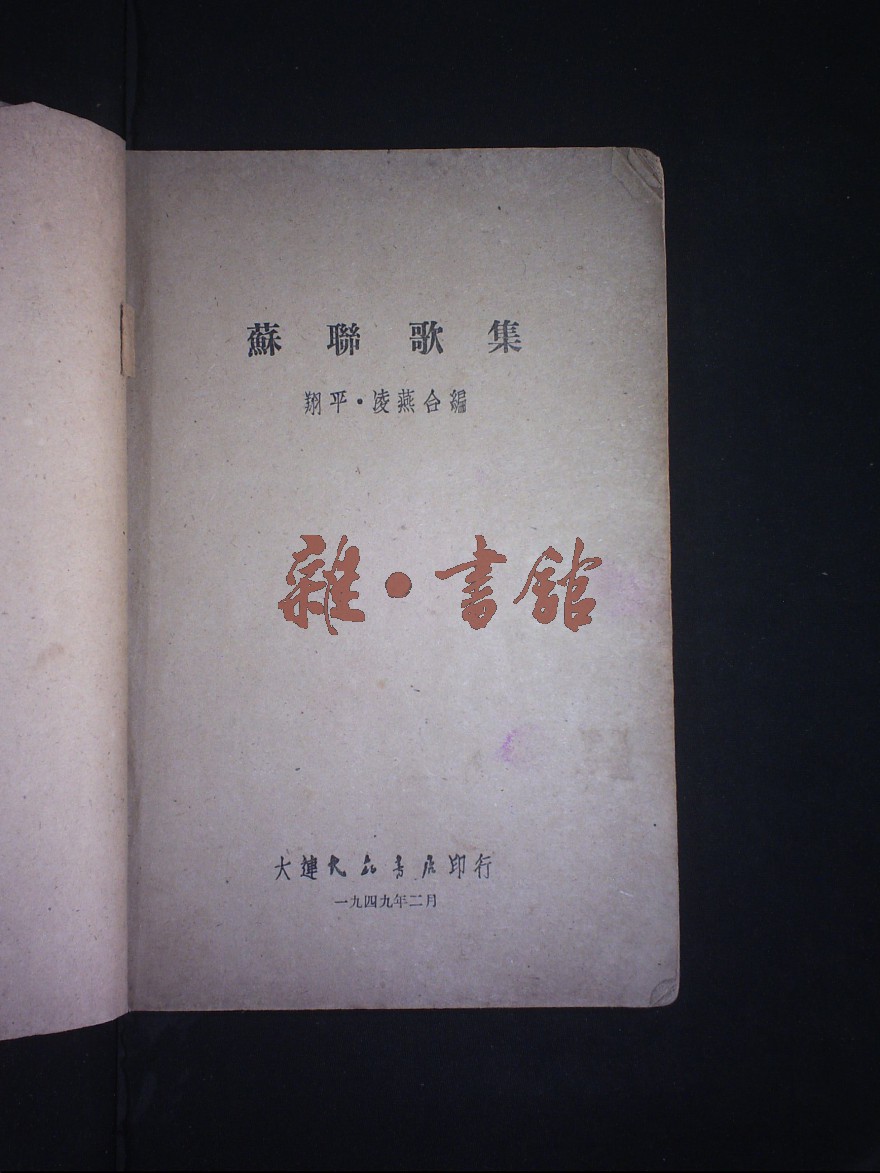 蘇聯歌集
翔平·凌燕合編
雜·書館
大連大众書店印行
一九四九年二月